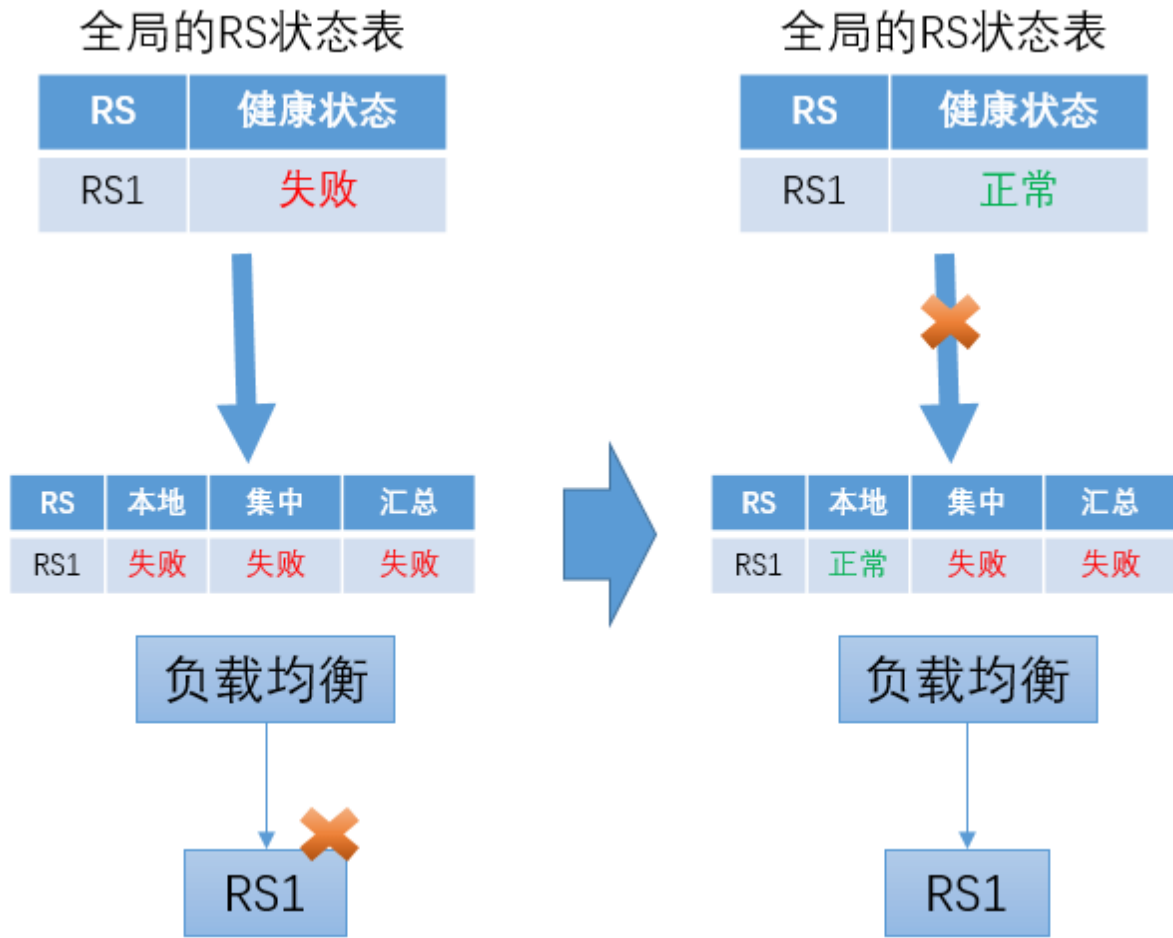 全局的RS状态表
RS 健康状态
RS1 失败
RS 本地 集中 汇总
RS1 失败 失败 失败
负载均衡
RS1
全局的RS状态表
RS 健康状态
RS1 正常
RS 本地 集中 汇总
RS1 正常 失败 失败
负载均衡
RS1